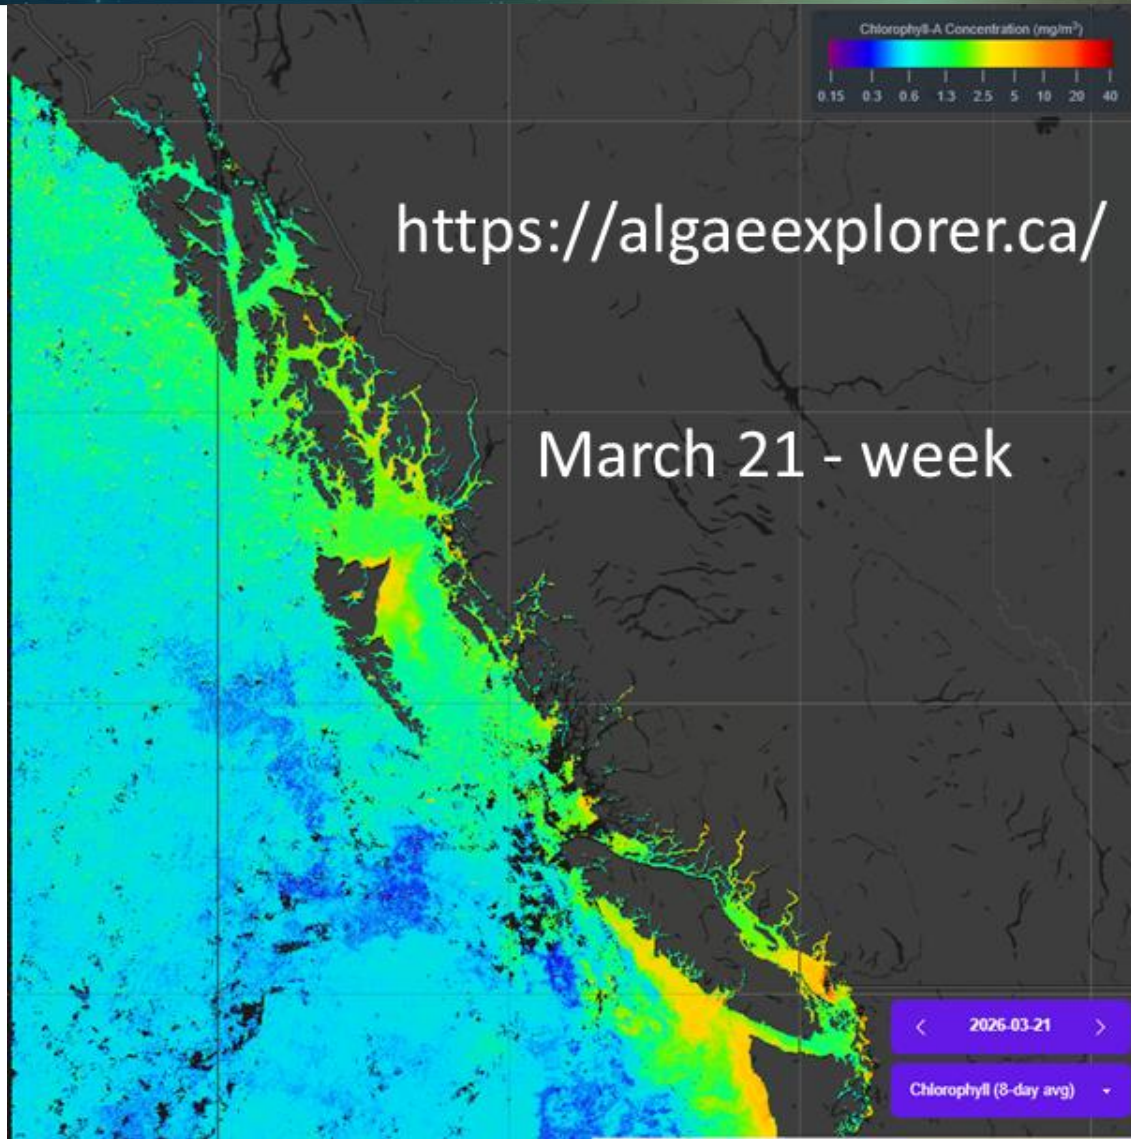 Chlorophyll-A Concentration (mg/m³)
0.15 0.3 0.6 1.3 2.5 5 10 20 40
https://algaeexplorer.ca/
March 21 - week
2026-03-21
Chlorophyll (8-day avg)